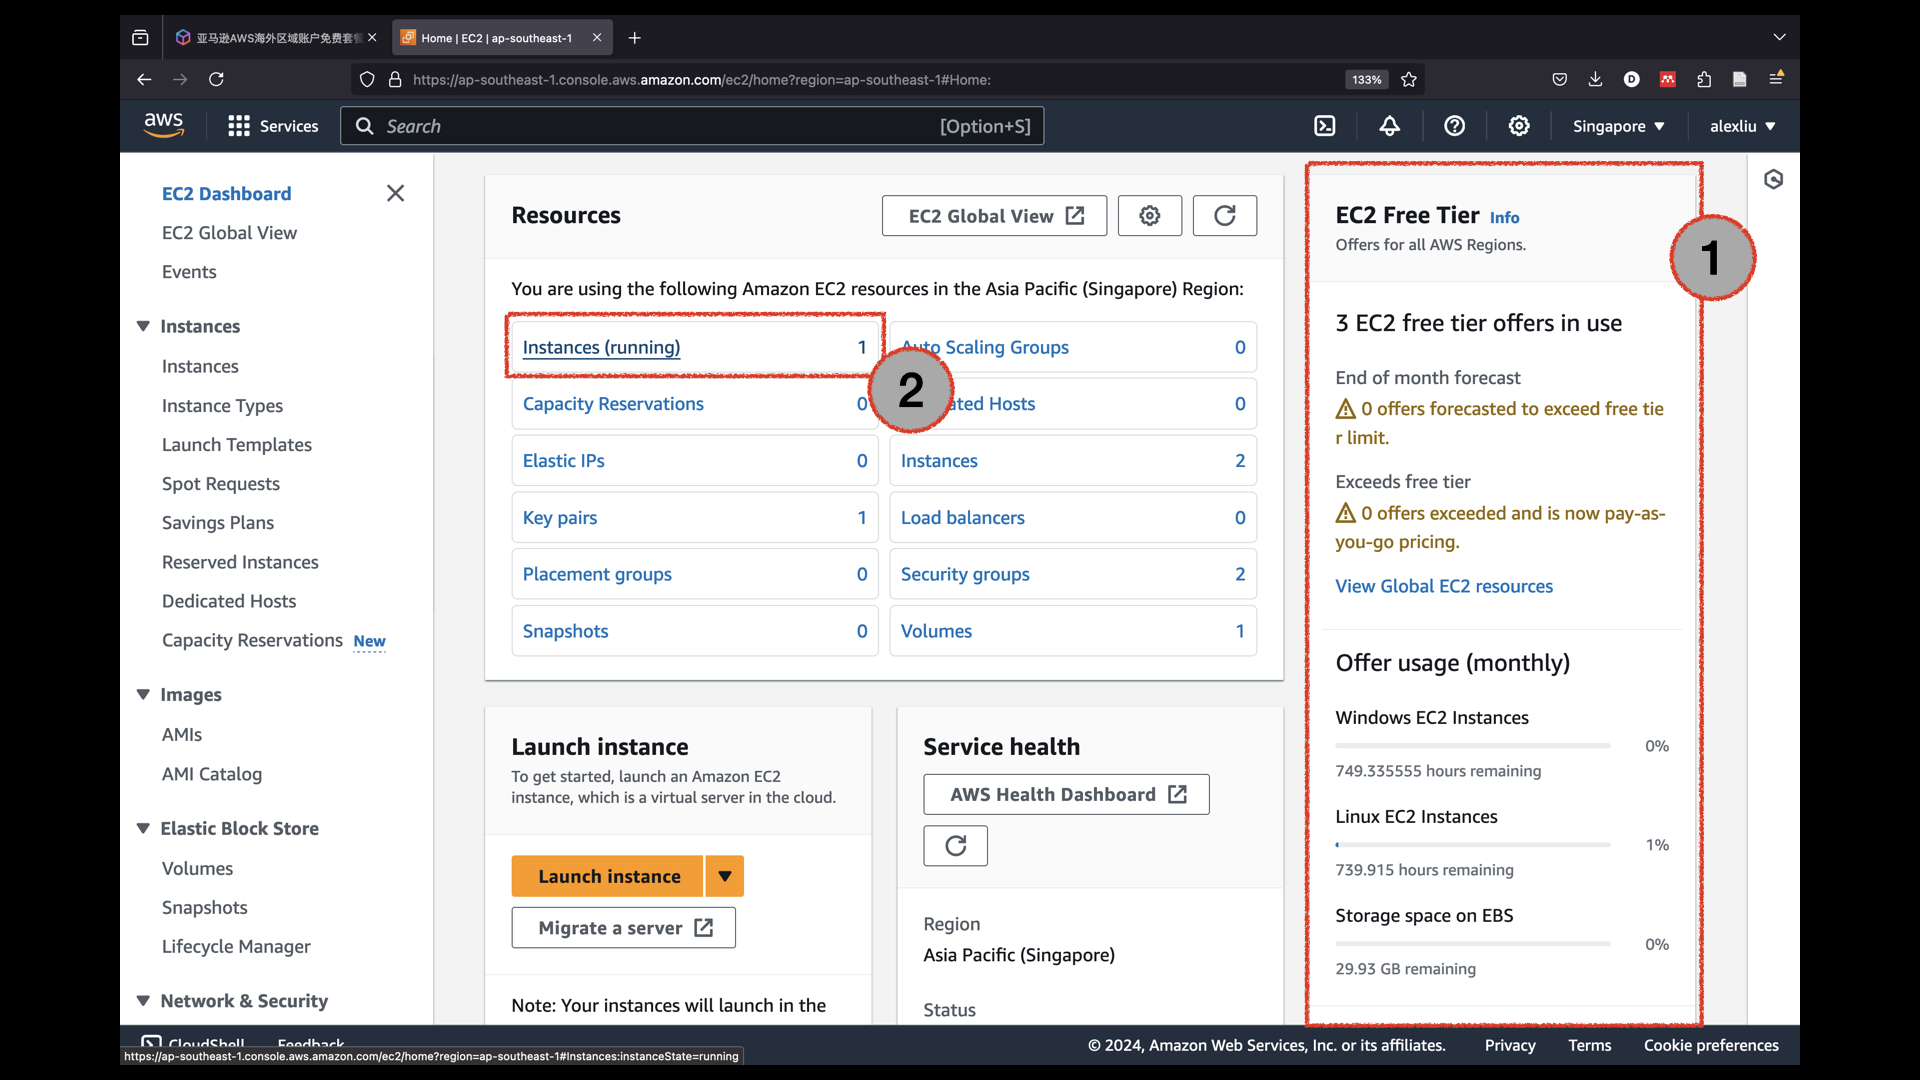 亚马逊AWS海外区域账户免费套餐
Home | EC2 | ap-southeast-1
https://ap-southeast-1.console.aws.amazon.com/ec2/home?region=ap-southeast-1#Home:
133%
aws
Services
Search
[Option+S]
Singapore
alexliu
EC2 Dashboard
EC2 Global View
Events
Instances
Instances
Instance Types
Launch Templates
Spot Requests
Savings Plans
Reserved Instances
Dedicated Hosts
Capacity Reservations New
Images
AMIs
AMI Catalog
Elastic Block Store
Volumes
Snapshots
Lifecycle Manager
Network & Security
Resources
EC2 Global View
You are using the following Amazon EC2 resources in the Asia Pacific (Singapore) Region:
Instances (running) 1
Auto Scaling Groups 0
2
Capacity Reservations 0
ated Hosts 0
Elastic IPs 0
Instances 2
Key pairs 1
Load balancers 0
Placement groups 0
Security groups 2
Snapshots 0
Volumes 1
Launch instance
To get started, launch an Amazon EC2
instance, which is a virtual server in the cloud.
Launch instance
Migrate a server
Note: Your instances will launch in the
Service health
AWS Health Dashboard
Region
Asia Pacific (Singapore)
Status
EC2 Free Tier Info
Offers for all AWS Regions.
1
3 EC2 free tier offers in use
End of month forecast
0 offers forecasted to exceed free tie
r limit.
Exceeds free tier
0 offers exceeded and is now pay-as-
you-go pricing.
View Global EC2 resources
Offer usage (monthly)
Windows EC2 Instances
0%
749.335555 hours remaining
Linux EC2 Instances
1%
739.915 hours remaining
Storage space on EBS
0%
29.93 GB remaining
CloudShell
Feedback
https://ap-southeast-1.console.aws.amazon.com/ec2/home?region=ap-southeast-1#Instances:instanceState=running
© 2024, Amazon Web Services, Inc. or its affiliates.
Privacy
Terms
Cookie preferences